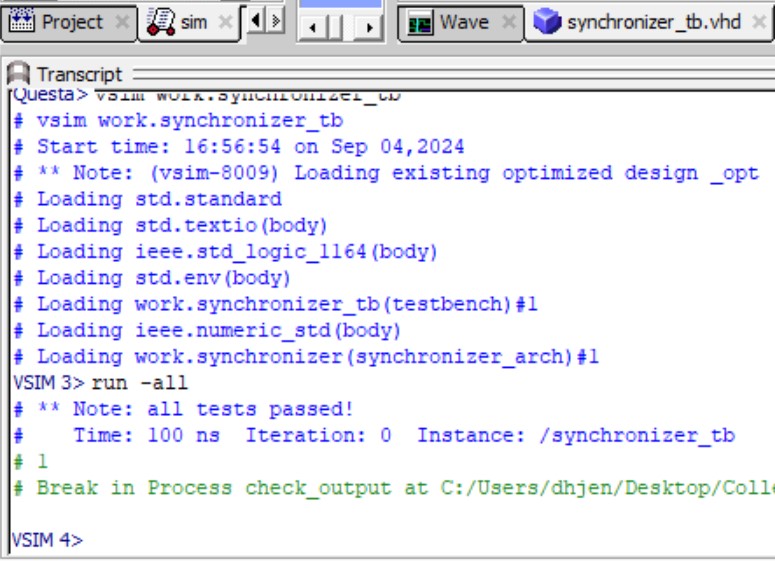 Project sim Wave synchronizer_tb.vhd
Transcript
Questa> vsim work.synchronizer_tb
# vsim work.synchronizer_tb
# Start time: 16:56:54 on Sep 04,2024
# ** Note: (vsim-8009) Loading existing optimized design _opt
# Loading std.standard
# Loading std.textio(body)
# Loading ieee.std_logic_1164(body)
# Loading std.env(body)
# Loading work.synchronizer_tb(testbench)#1
# Loading ieee.numeric_std(body)
# Loading work.synchronizer(synchronizer_arch)#1
VSIM 3> run -all
# ** Note: all tests passed!
#    Time: 100 ns  Iteration: 0  Instance: /synchronizer_tb
# 1
# Break in Process check_output at C:/Users/dhjen/Desktop/Colle
VSIM 4>